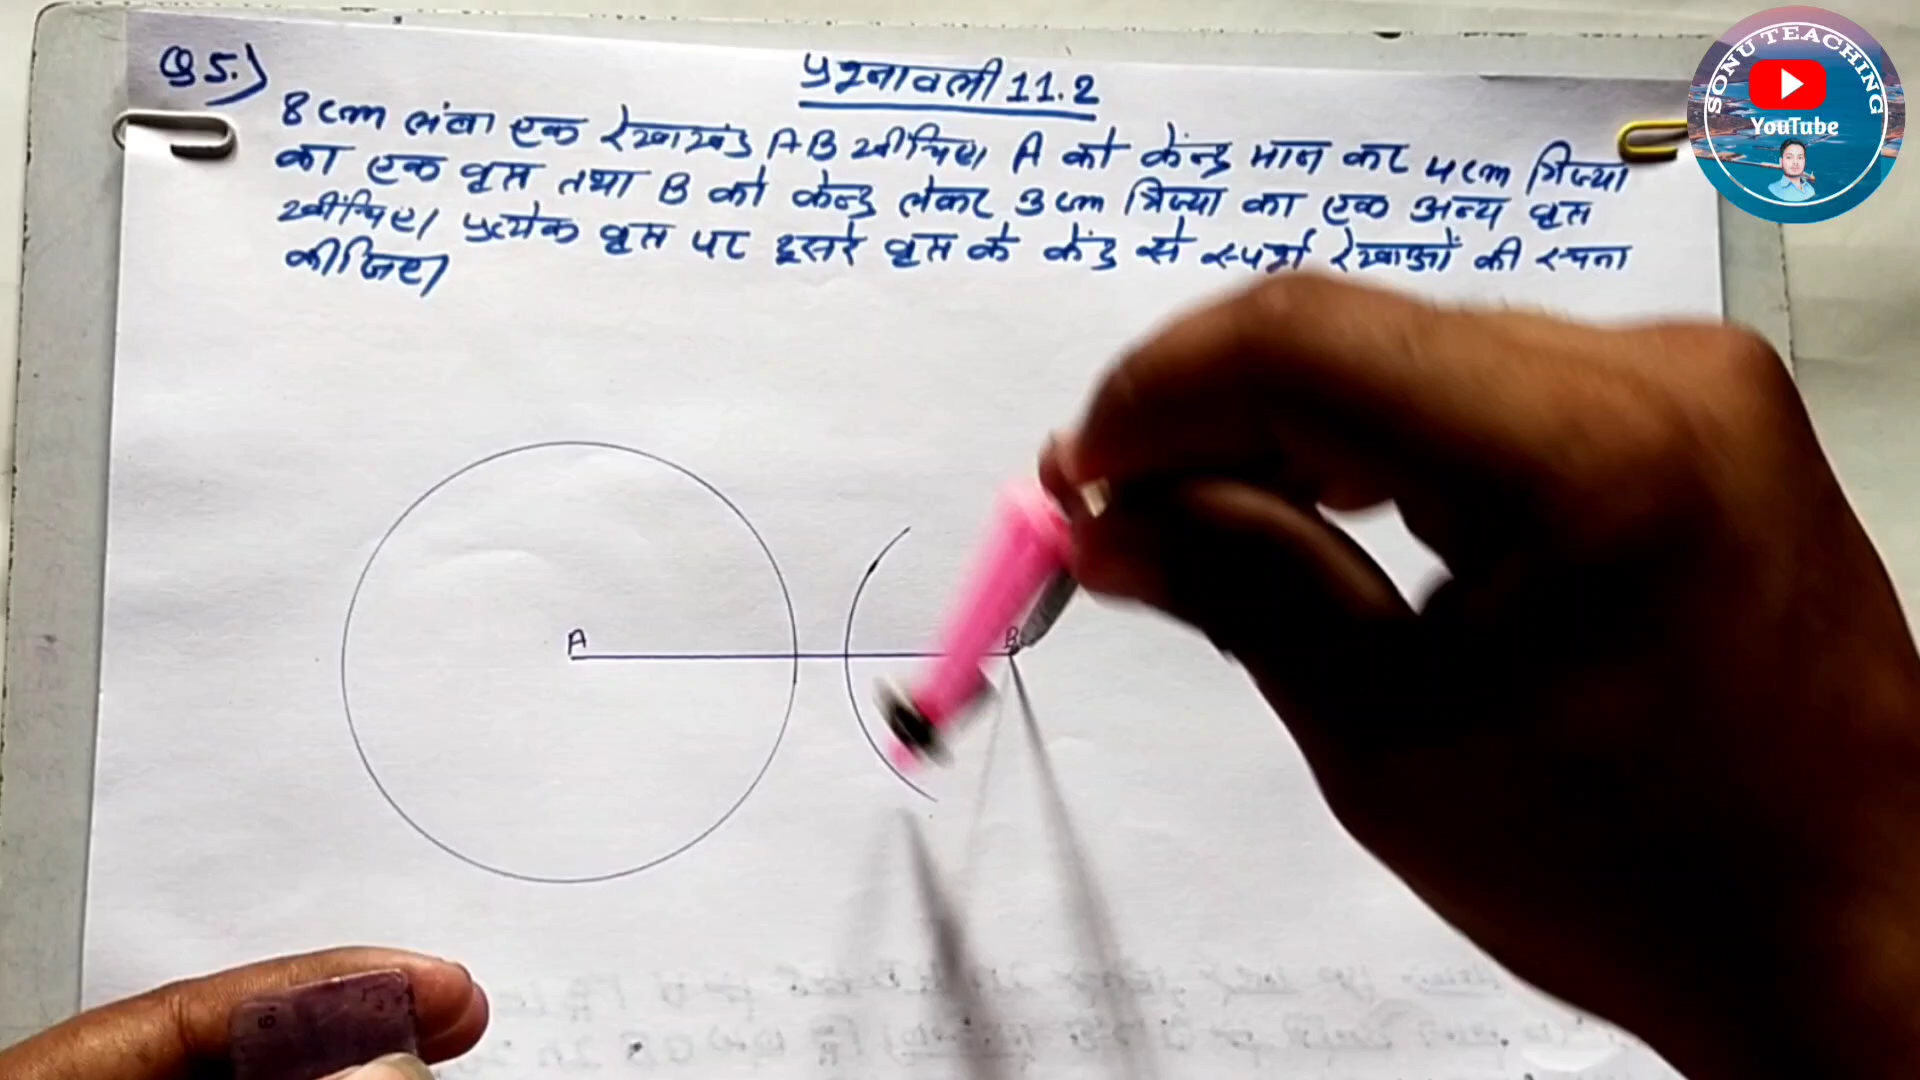 Q 5.)
प्रश्नावली 11.2
8 cm लंबा एक रेखाखंड AB खींचिए। A को केन्द्र मान कर 4 cm त्रिज्या
का एक वृत्त तथा B को केन्द्र लेकर 3 cm त्रिज्या का एक अन्य वृत्त
खींचिए। प्रत्येक वृत्त पर दूसरे वृत्त के केंद्र से स्पर्श रेखाओं की रचना
कीजिए।
A
B
SONU TEACHING
YouTube